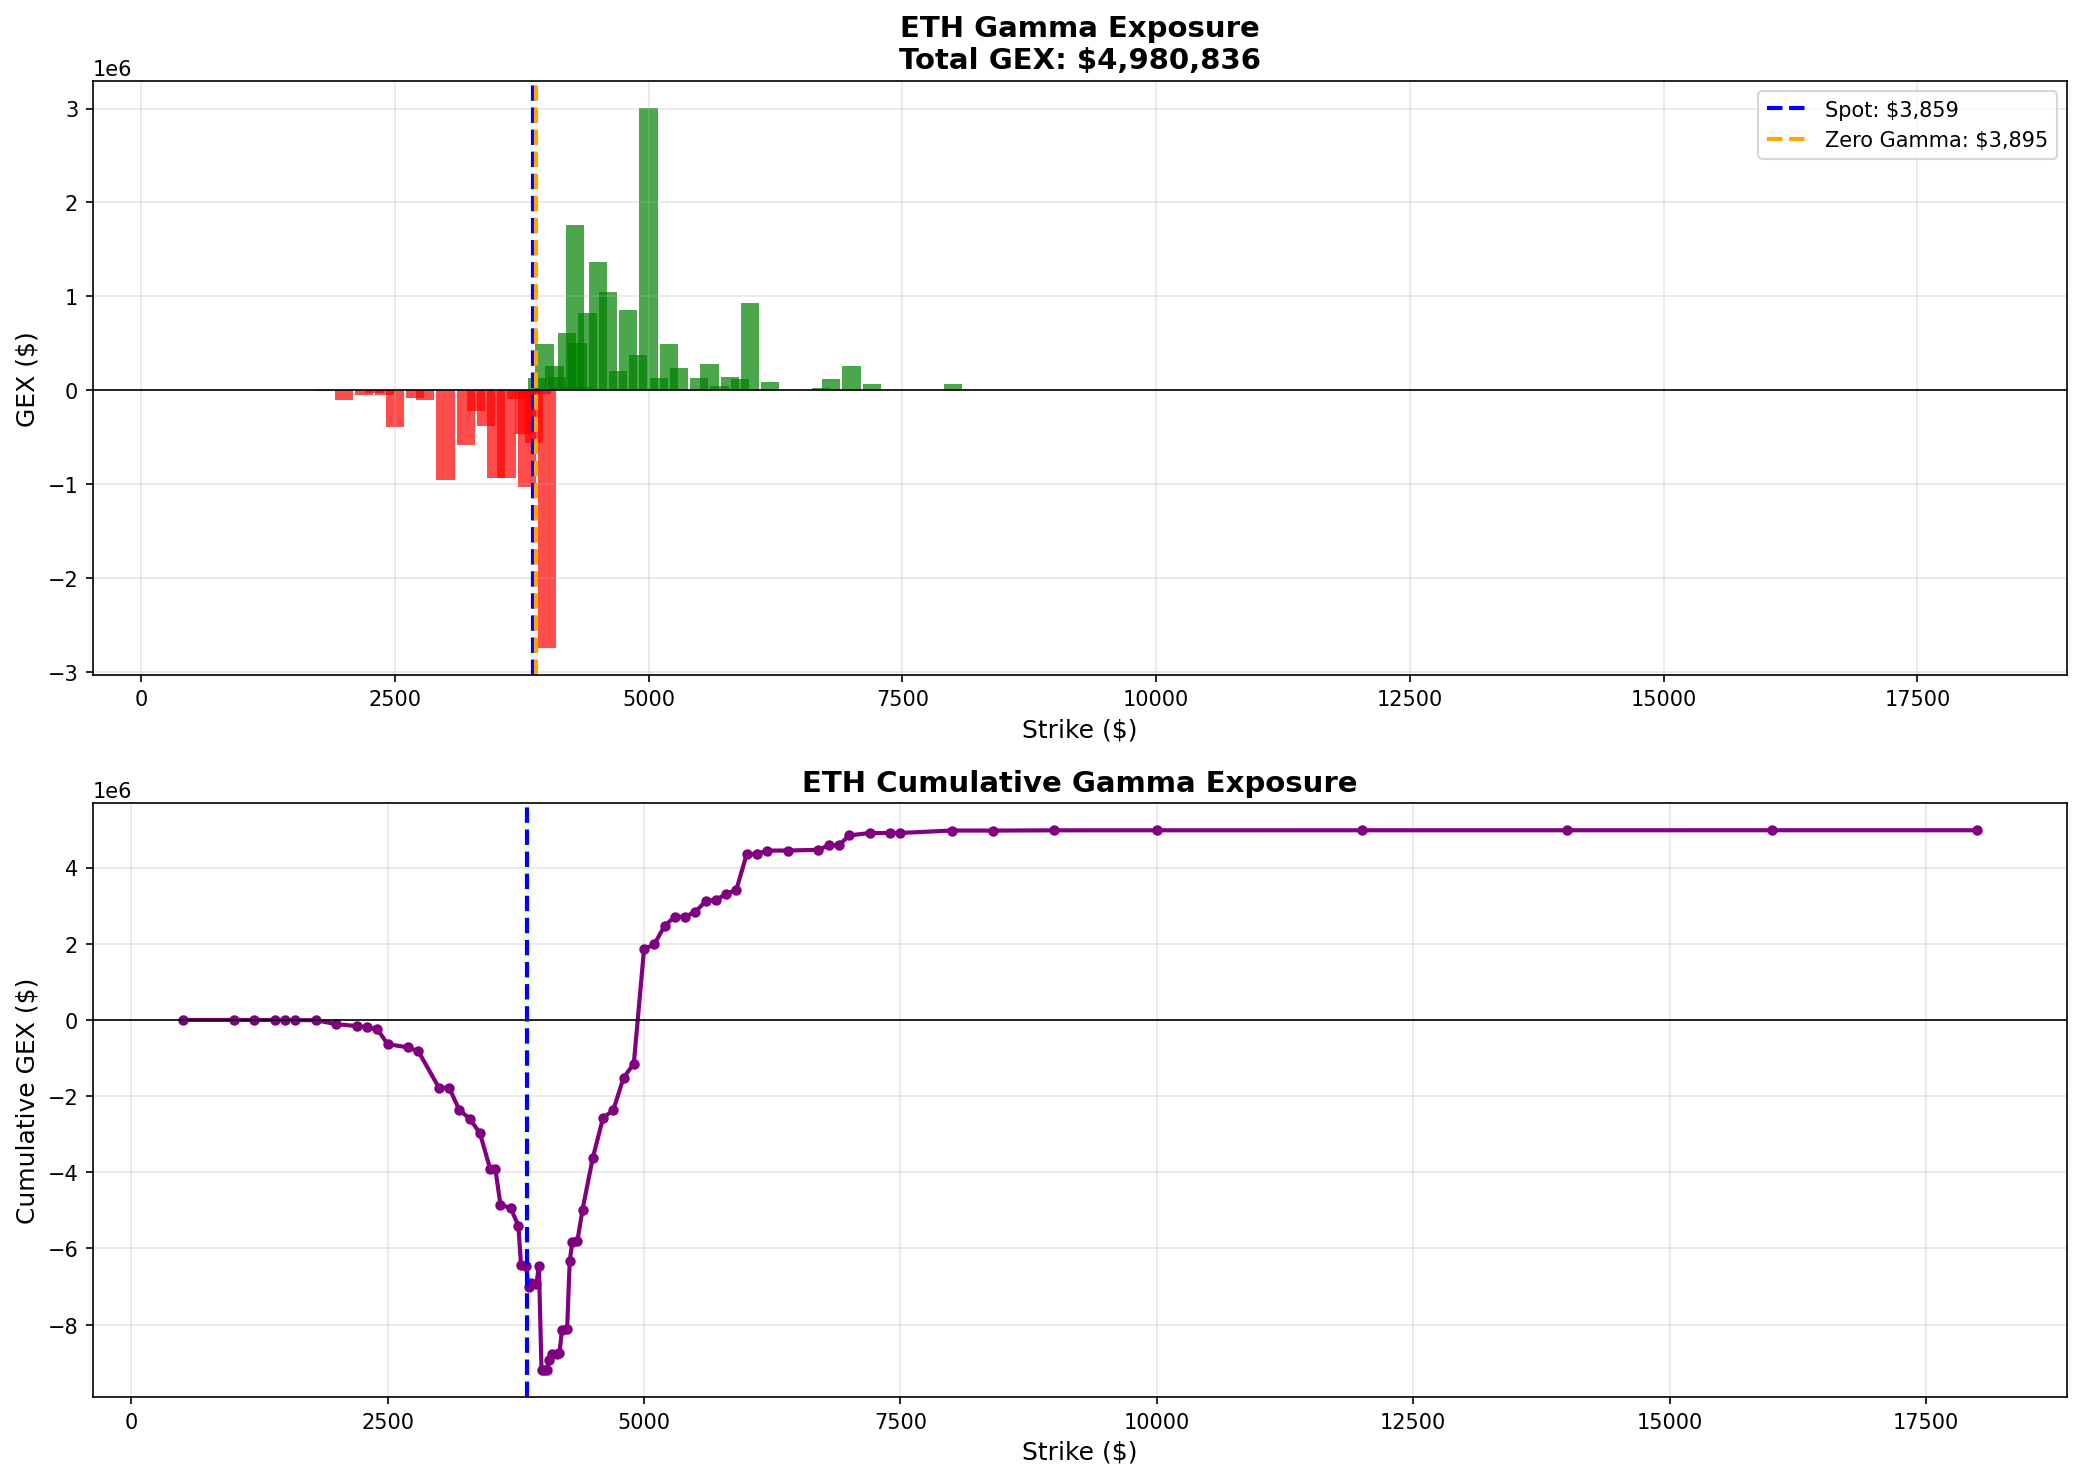 ETH Gamma Exposure
Total GEX: $4,980,836
1e6
Spot: $3,859
Zero Gamma: $3,895
GEX ($)
3
2
1
0
−1
−2
−3
0 2500 5000 7500 10000 12500 15000 17500
Strike ($)
ETH Cumulative Gamma Exposure
1e6
Cumulative GEX ($)
4
2
0
−2
−4
−6
−8
0 2500 5000 7500 10000 12500 15000 17500
Strike ($)